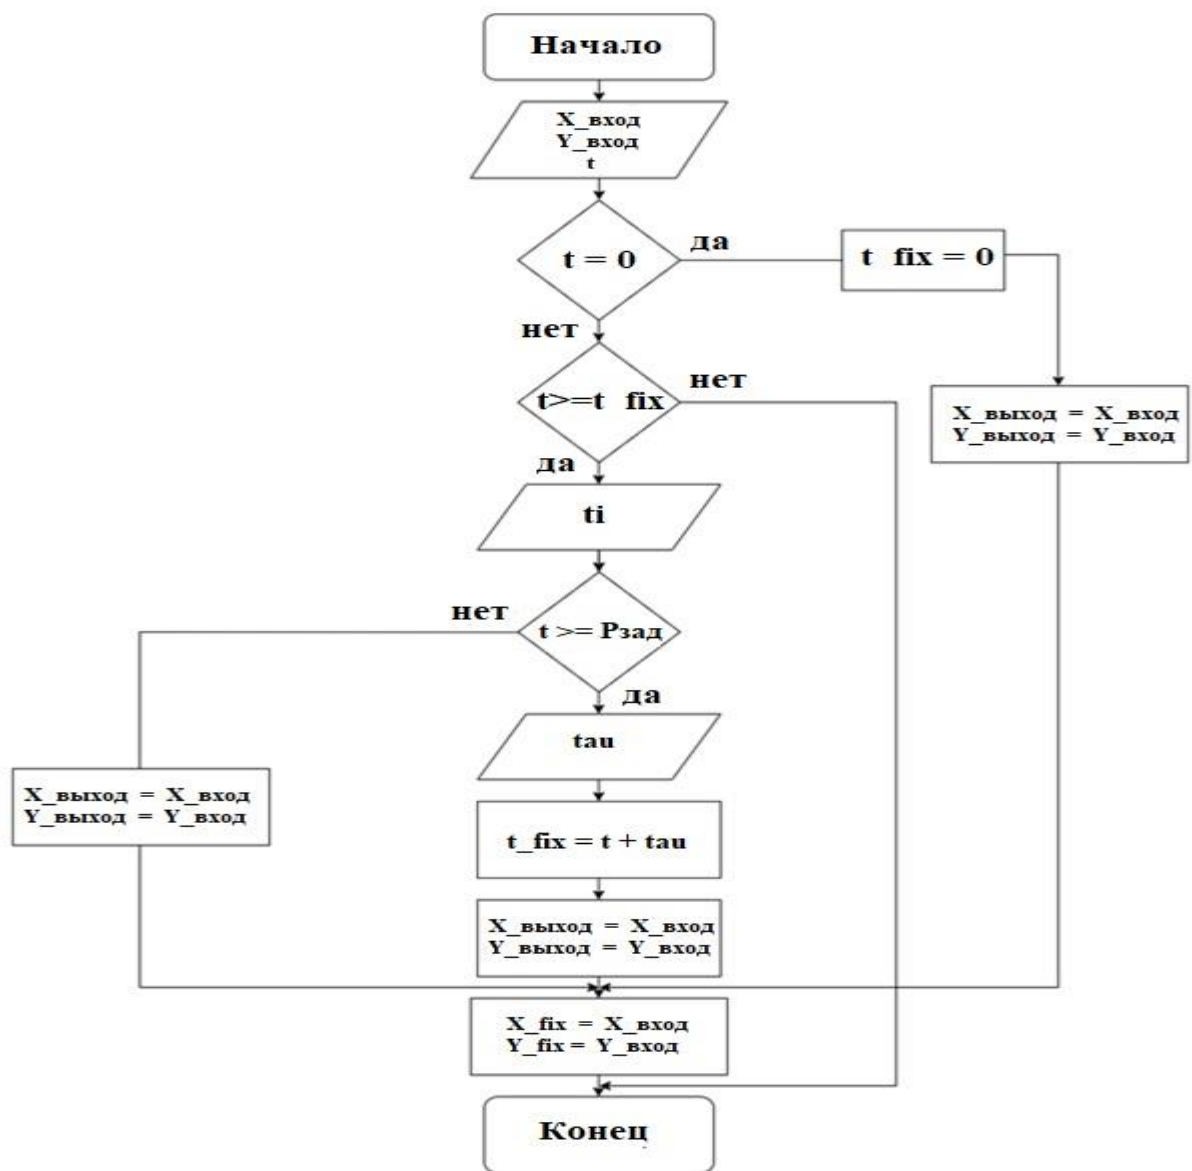 Начало
X_вход
Y_вход
t
t = 0
да
t fix = 0
нет
t>=t fix
нет
X_выход = X_вход
Y_выход = Y_вход
да
ti
нет
t >= Pзад
да
tau
X_выход = X_вход
Y_выход = Y_вход
t_fix = t + tau
X_выход = X_вход
Y_выход = Y_вход
X_fix = X_вход
Y_fix = Y_вход
Конец